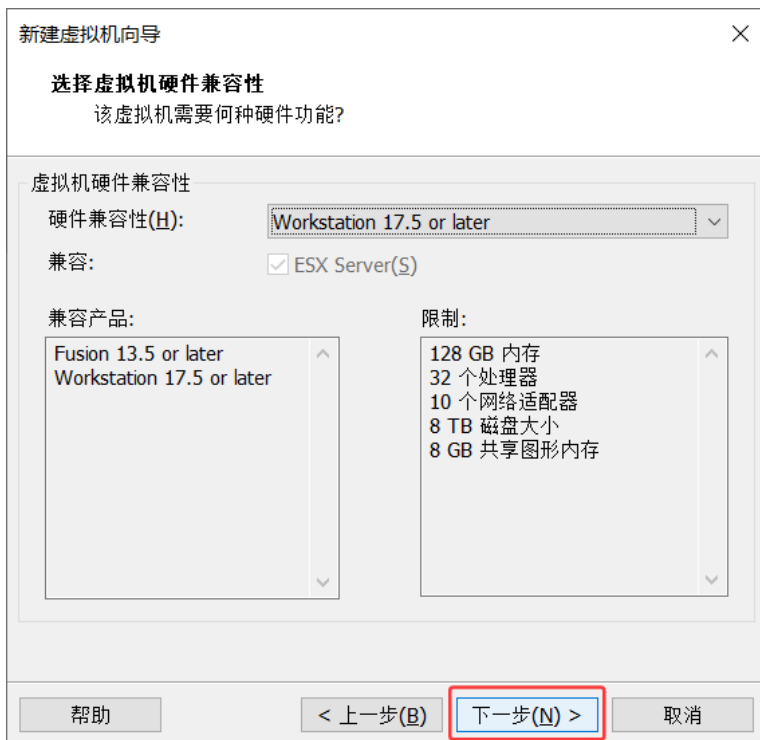 新建虚拟机向导
选择虚拟机硬件兼容性
该虚拟机需要何种硬件功能?
虚拟机硬件兼容性
硬件兼容性(H): Workstation 17.5 or later
兼容: ESX Server(S)
兼容产品:
Fusion 13.5 or later
Workstation 17.5 or later
限制:
128 GB 内存
32 个处理器
10 个网络适配器
8 TB 磁盘大小
8 GB 共享图形内存
帮助 < 上一步(B) 下一步(N) > 取消